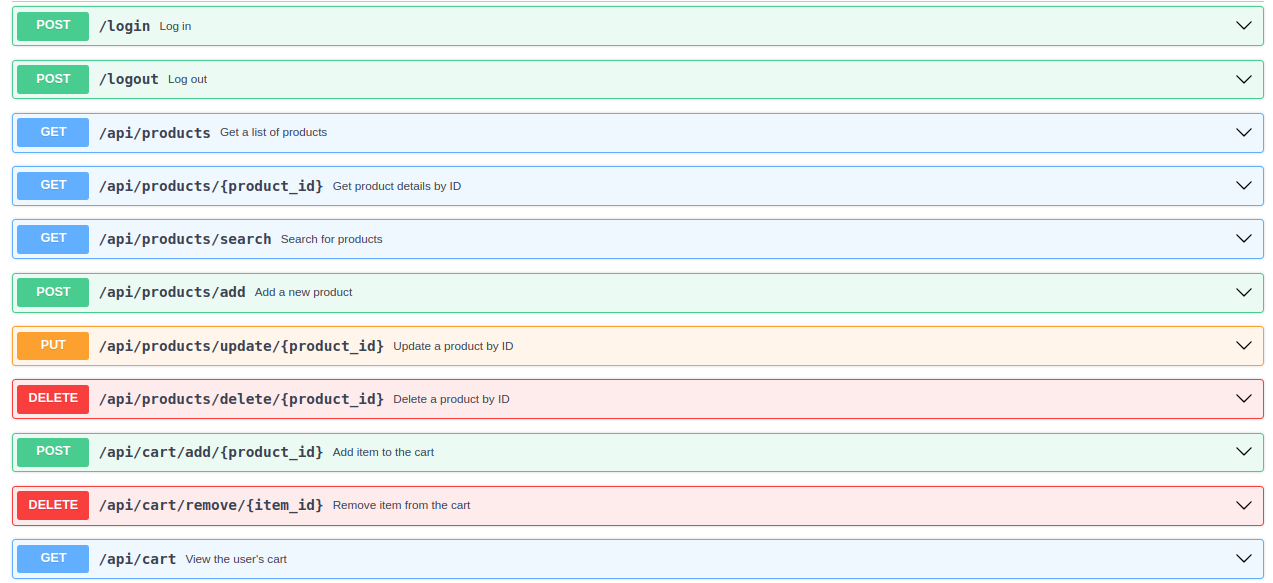 POST /login Log in
POST /logout Log out
GET /api/products Get a list of products
GET /api/products/{product_id} Get product details by ID
GET /api/products/search Search for products
POST /api/products/add Add a new product
PUT /api/products/update/{product_id} Update a product by ID
DELETE /api/products/delete/{product_id} Delete a product by ID
POST /api/cart/add/{product_id} Add item to the cart
DELETE /api/cart/remove/{item_id} Remove item from the cart
GET /api/cart View the user's cart